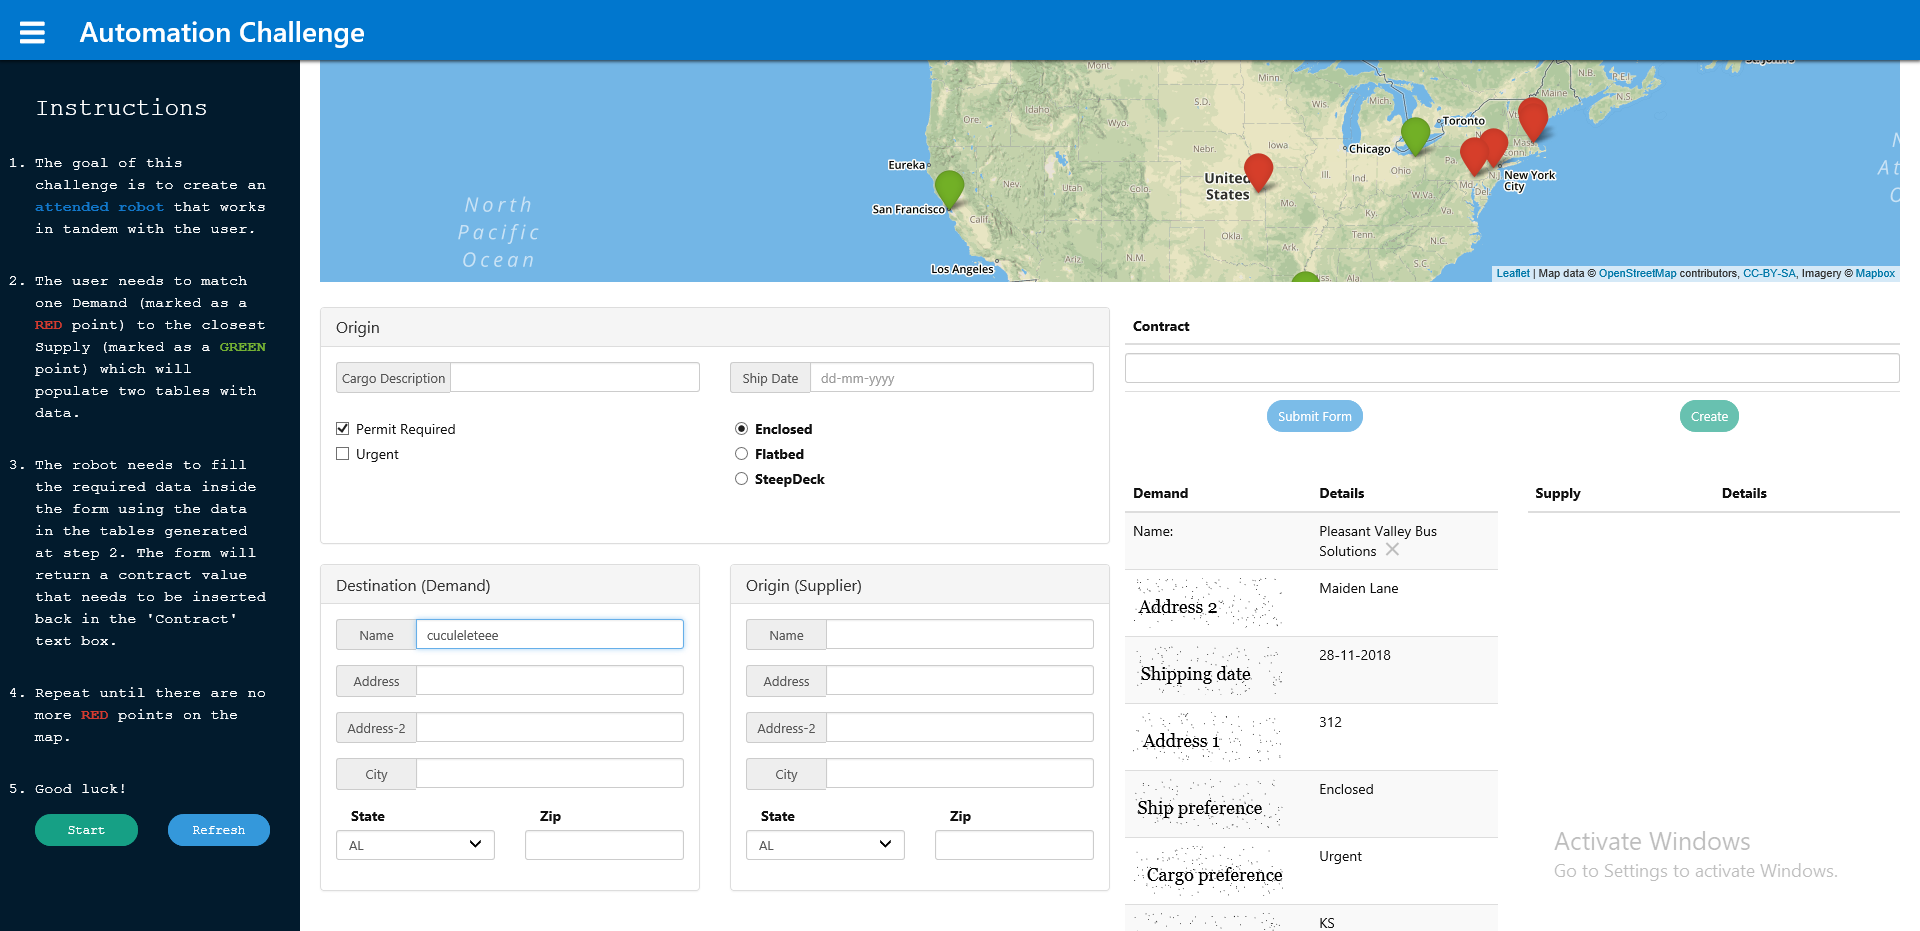 Automation Challenge
Instructions
1. The goal of this
challenge is to create an
attended robot that works
in tandem with the user.
2. The user needs to match
one Demand (marked as a
RED point) to the closest
Supply (marked as a GREEN
point) which will
populate two tables with
data.
3. The robot needs to fill
the required data inside
the form using the data
in the tables generated
at step 2. The form will
return a contract value
that needs to be inserted
back in the 'Contract'
text box.
4. Repeat until there are no
more RED points on the
map.
5. Good luck!
Start
Refresh
Mont.
Minn.
N.B.
P.E.I.
Maine
N.S.
Idaho
S.D.
Wis.
Mich.
Toronto
Ore.
Wyo.
Vt.
Mass.
Chicago
Iowa
Nebr.
Pa.
Conn.
Eureka
Nev.
Utah
Colo.
United
States
Ill.
Ind.
Ohio
Md.
Del.
N.J.
New York
City
San Francisco
Calif.
Mo.
Ky.
W.Va.
Va.
North
Pacific
Ocean
Okla.
Ark.
Tenn.
N.C.
Los Angeles
Ariz.
N.M.
Miss.
Ala.
Ga.
S.C.
Leaflet | Map data © OpenStreetMap contributors, CC-BY-SA, Imagery © Mapbox
Origin
Cargo Description
Ship Date
dd-mm-yyyy
Permit Required
Urgent
Enclosed
Flatbed
SteepDeck
Destination (Demand)
Name
cuculeleteee
Address
Address-2
City
State
Zip
AL
Origin (Supplier)
Name
Address
Address-2
City
State
Zip
AL
Contract
Submit Form
Create
Demand
Details
Supply
Details
Name:
Pleasant Valley Bus
Solutions
Address 2
Maiden Lane
Shipping date
28-11-2018
Address 1
312
Ship preference
Enclosed
Cargo preference
Urgent
KS
Activate Windows
Go to Settings to activate Windows.